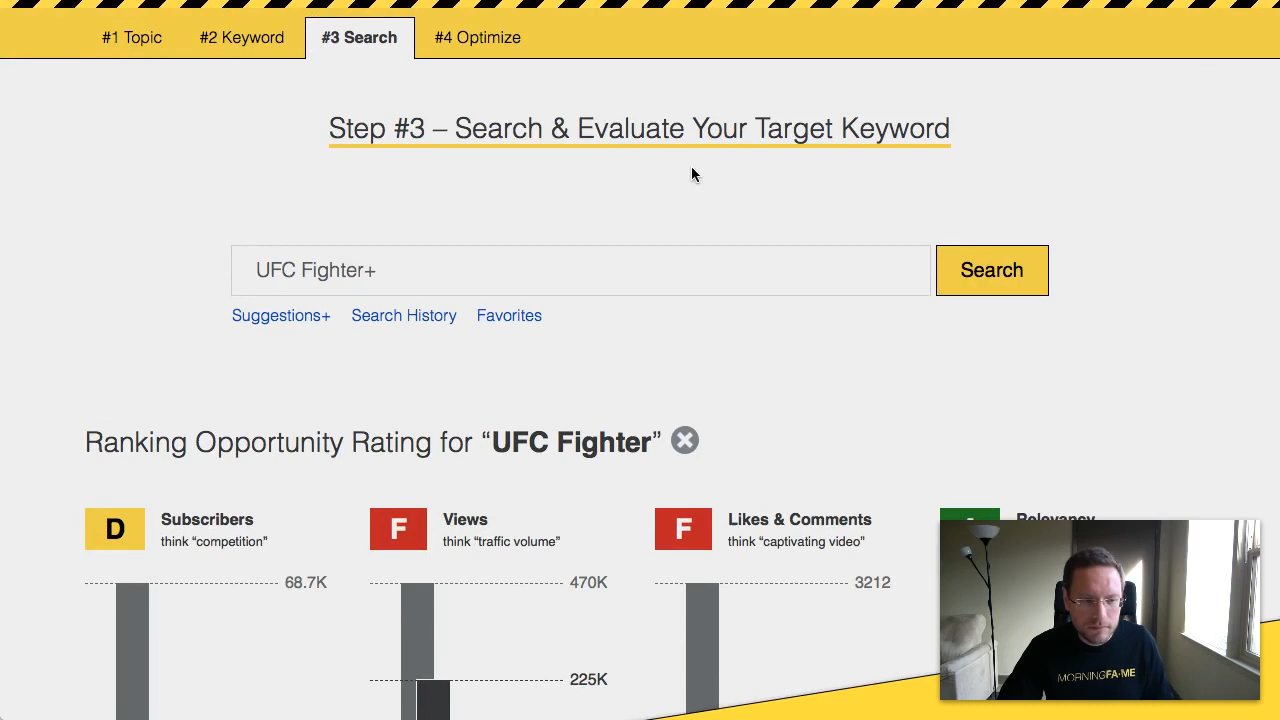 #1 Topic #2 Keyword #3 Search #4 Optimize
Step #3 – Search & Evaluate Your Target Keyword
UFC Fighter+ Search
Suggestions+ Search History Favorites
Ranking Opportunity Rating for “UFC Fighter”
D Subscribers F Views F Likes & Comments Relevancy
think “competition” think “traffic volume” think “captivating video”
68.7K 470K 3212
225K
MORNINGFA·ME